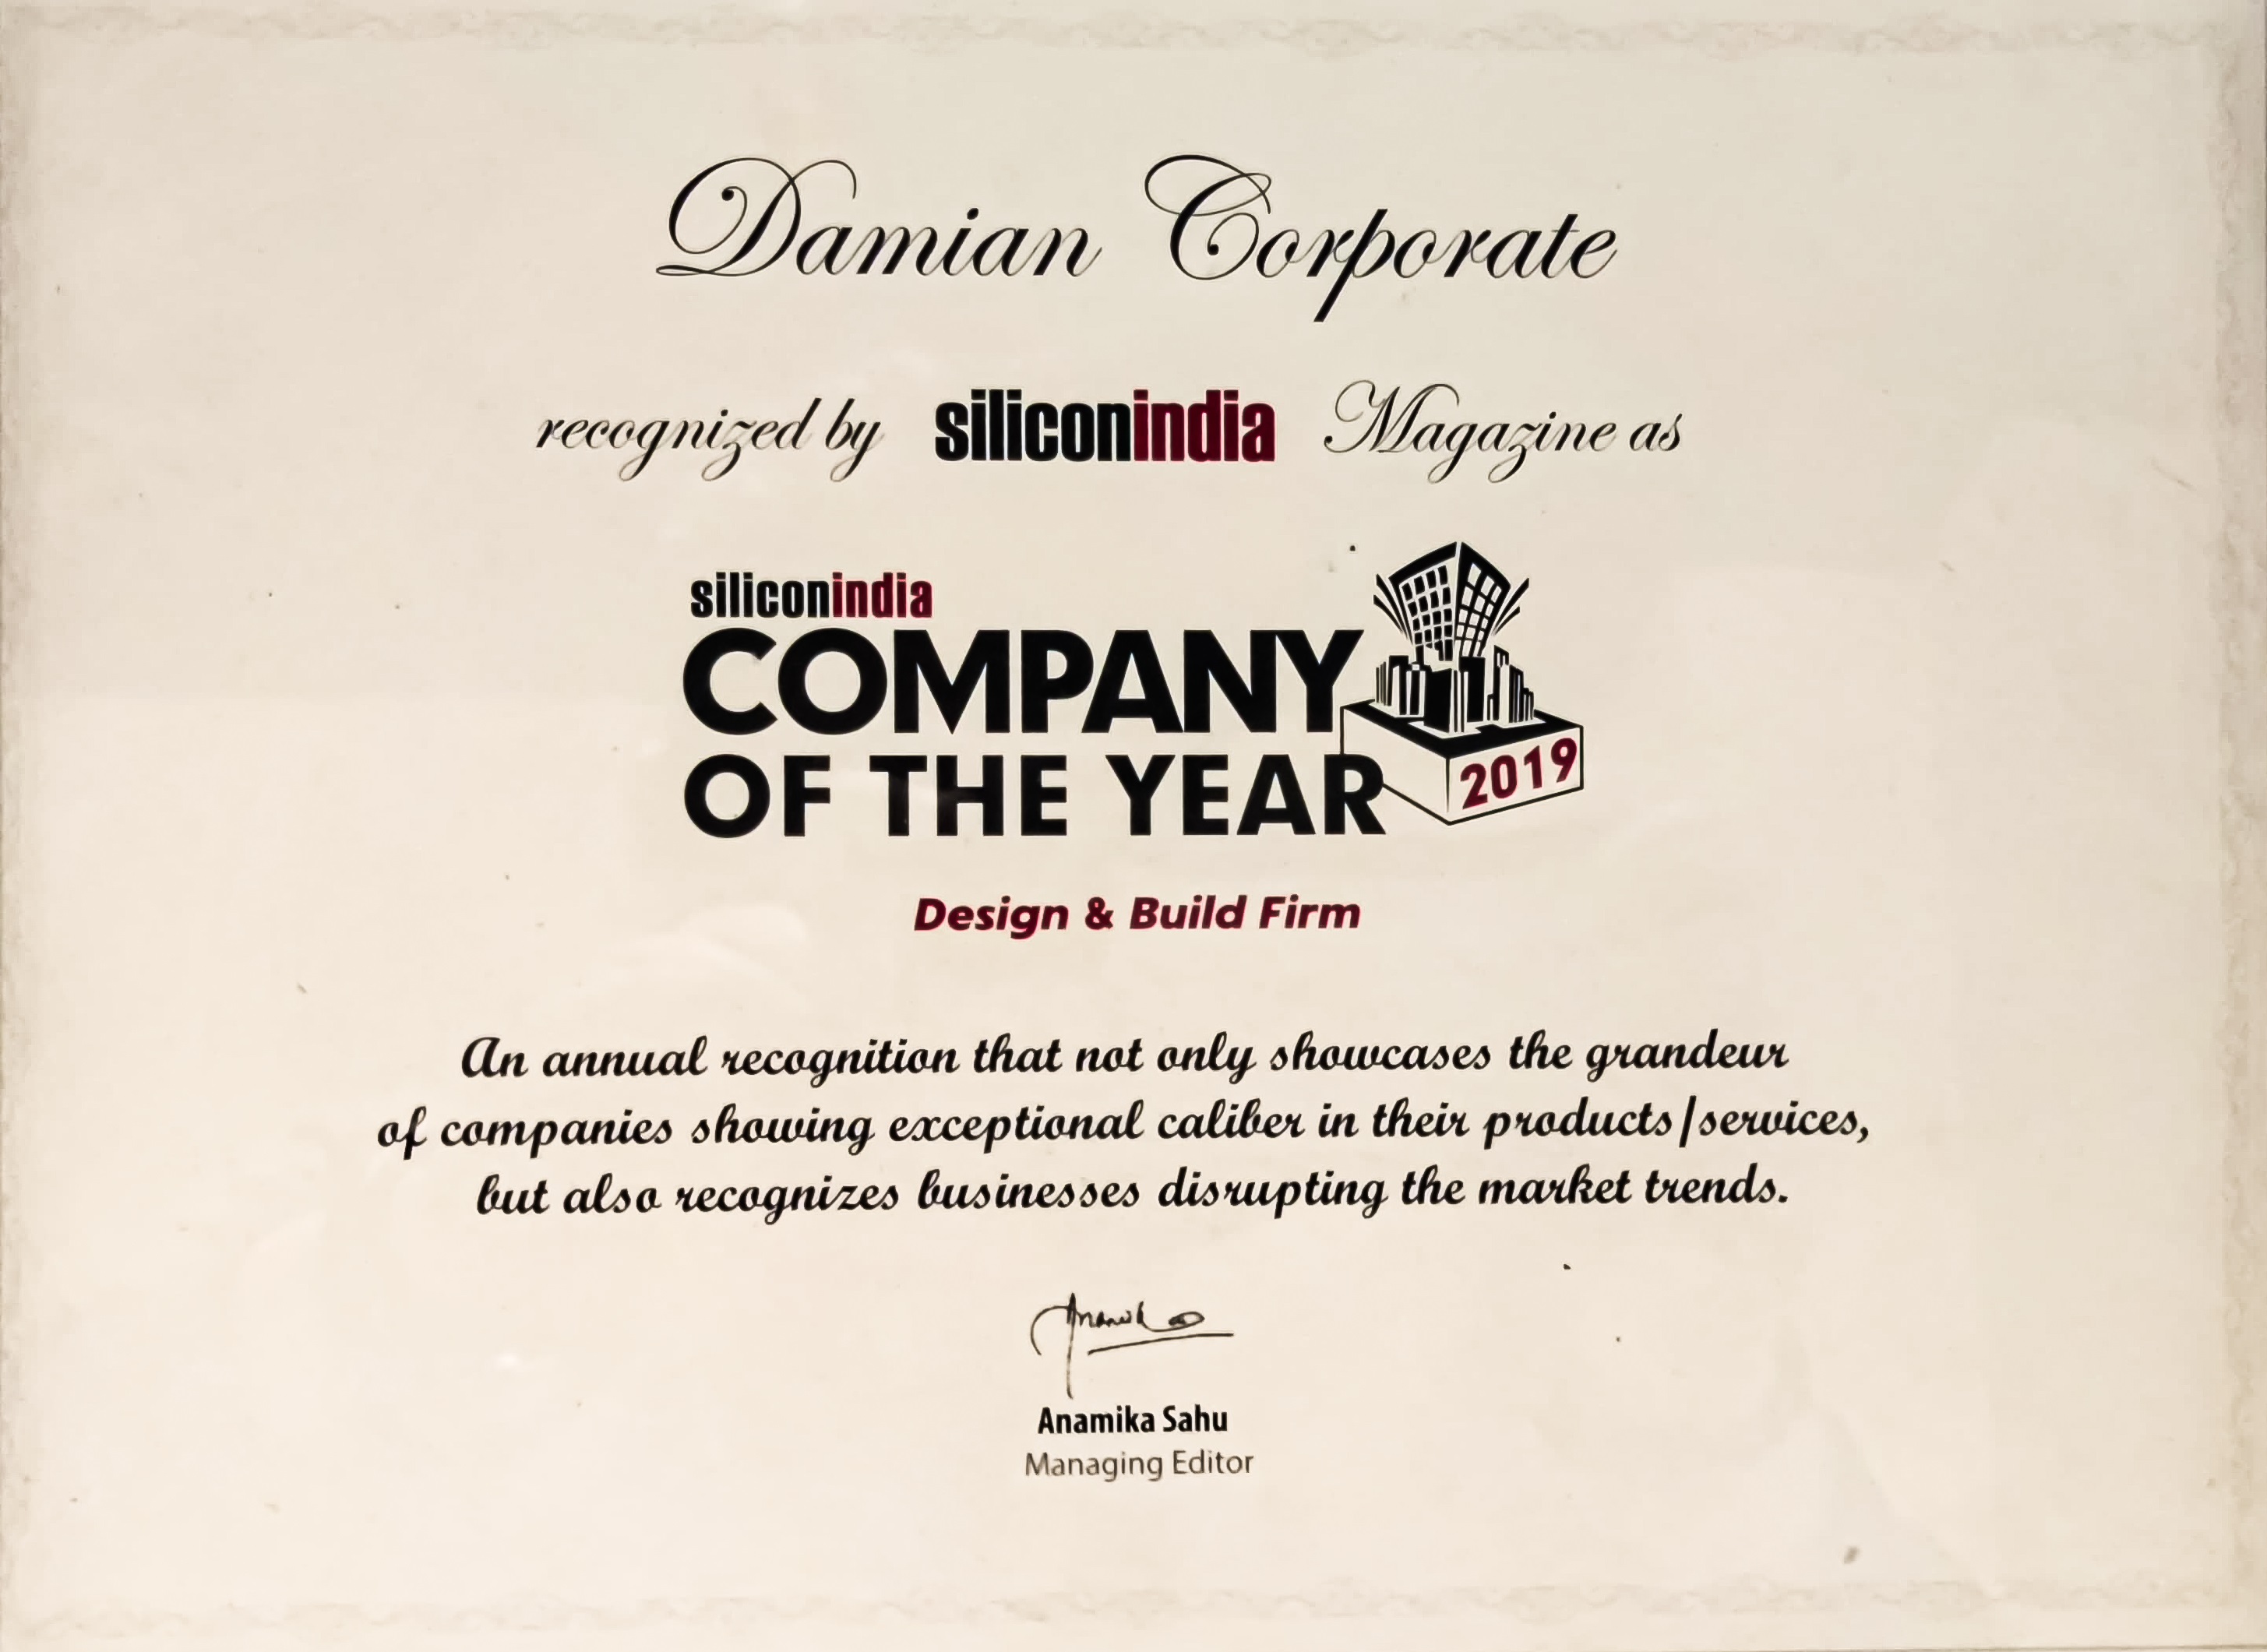 Damian Corporate
recognized by siliconindia Magazine as
siliconindia
COMPANY
OF THE YEAR
2019
Design & Build Firm
An annual recognition that not only showcases the grandeur
of companies showing exceptional caliber in their products/services,
but also recognizes businesses disrupting the market trends.
Anamika
Anamika Sahu
Managing Editor